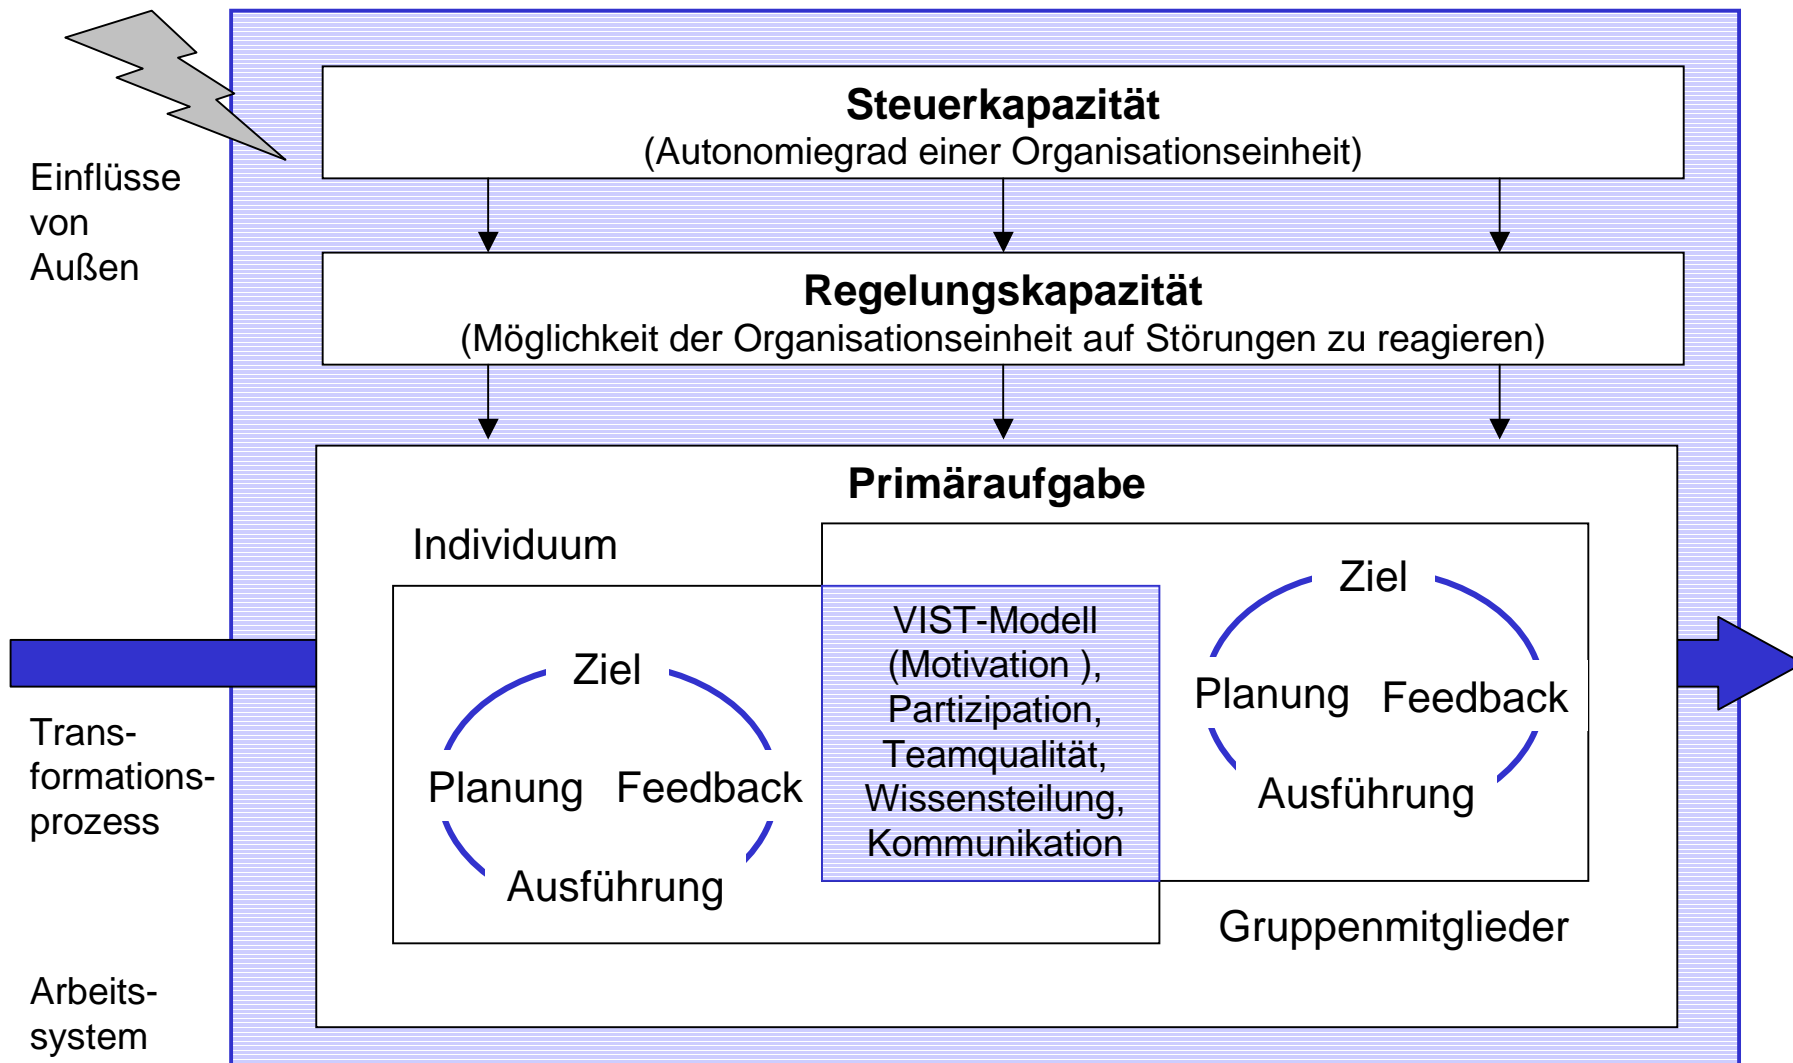 Steuerkapazität
(Autonomiegrad einer Organisationseinheit)
Einflüsse
von
Außen
Regelungskapazität
(Möglichkeit der Organisationseinheit auf Störungen zu reagieren)
Primäraufgabe
Individuum
Ziel
Planung Feedback
Ausführung
VIST-Modell
(Motivation ),
Partizipation,
Teamqualität,
Wissensteilung,
Kommunikation
Ziel
Planung Feedback
Ausführung
Gruppenmitglieder
Trans-
formations-
prozess
Arbeits-
system